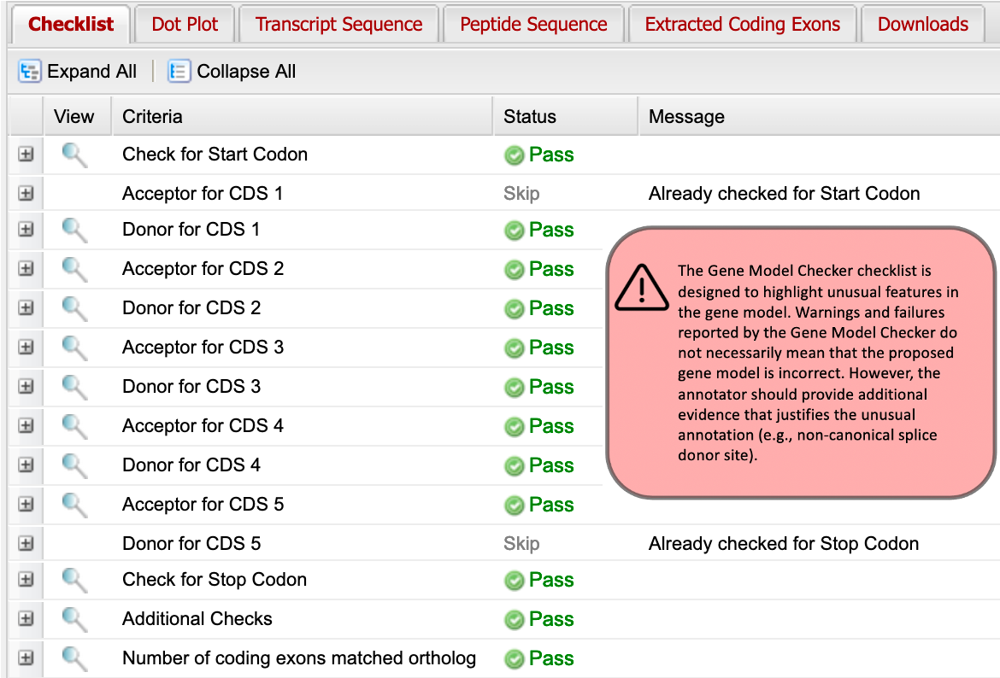 Checklist Dot Plot Transcript Sequence Peptide Sequence Extracted Coding Exons Downloads
Expand All Collapse All
View Criteria Status Message
Check for Start Codon Pass
Acceptor for CDS 1 Skip Already checked for Start Codon
Donor for CDS 1 Pass
Acceptor for CDS 2 Pass
Donor for CDS 2 Pass
Acceptor for CDS 3 Pass
Donor for CDS 3 Pass
Acceptor for CDS 4 Pass
Donor for CDS 4 Pass
Acceptor for CDS 5 Pass
Donor for CDS 5 Skip Already checked for Stop Codon
Check for Stop Codon Pass
Additional Checks Pass
Number of coding exons matched ortholog Pass
The Gene Model Checker checklist is
designed to highlight unusual features in
the gene model. Warnings and failures
reported by the Gene Model Checker do
not necessarily mean that the proposed
gene model is incorrect. However, the
annotator should provide additional
evidence that justifies the unusual
annotation (e.g., non-canonical splice
donor site).